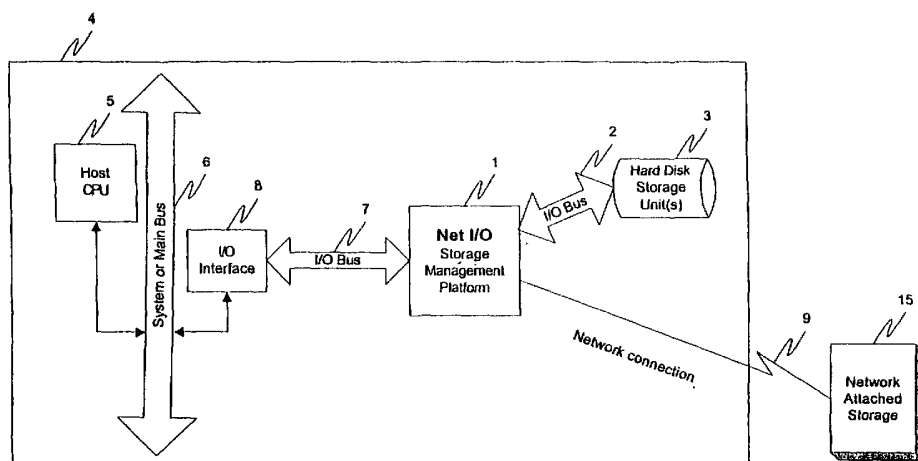 4
5
Host
CPU
System or Main Bus
6
8
I/O
Interface
7
I/O Bus
1
Net I/O
Storage
Management
Platform
2
I/O Bus
3
Hard Disk
Storage
Unit(s)
Network connection
9
15
Network
Attached
Storage